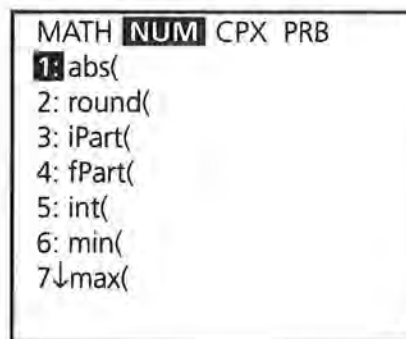 MATH NUM CPX PRB
1: abs(
2: round(
3: iPart(
4: fPart(
5: int(
6: min(
7↓max(